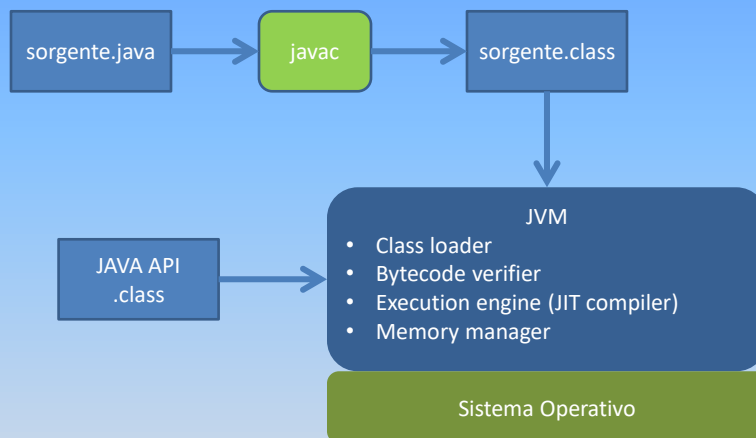 sorgente.java
javac
sorgente.class
JAVA API
.class
JVM
• Class loader
• Bytecode verifier
• Execution engine (JIT compiler)
• Memory manager
Sistema Operativo